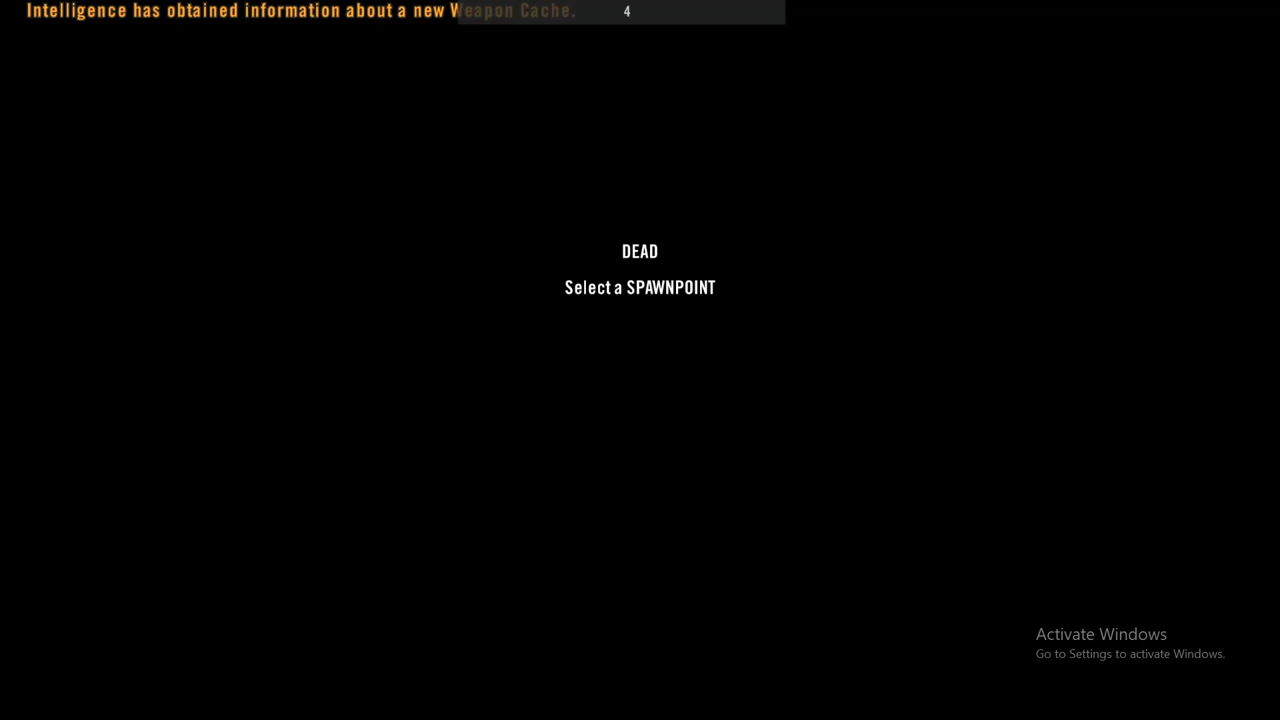 Intelligence has obtained information about a new Weapon Cache.
4
DEAD
Select a SPAWNPOINT
Activate Windows
Go to Settings to activate Windows.